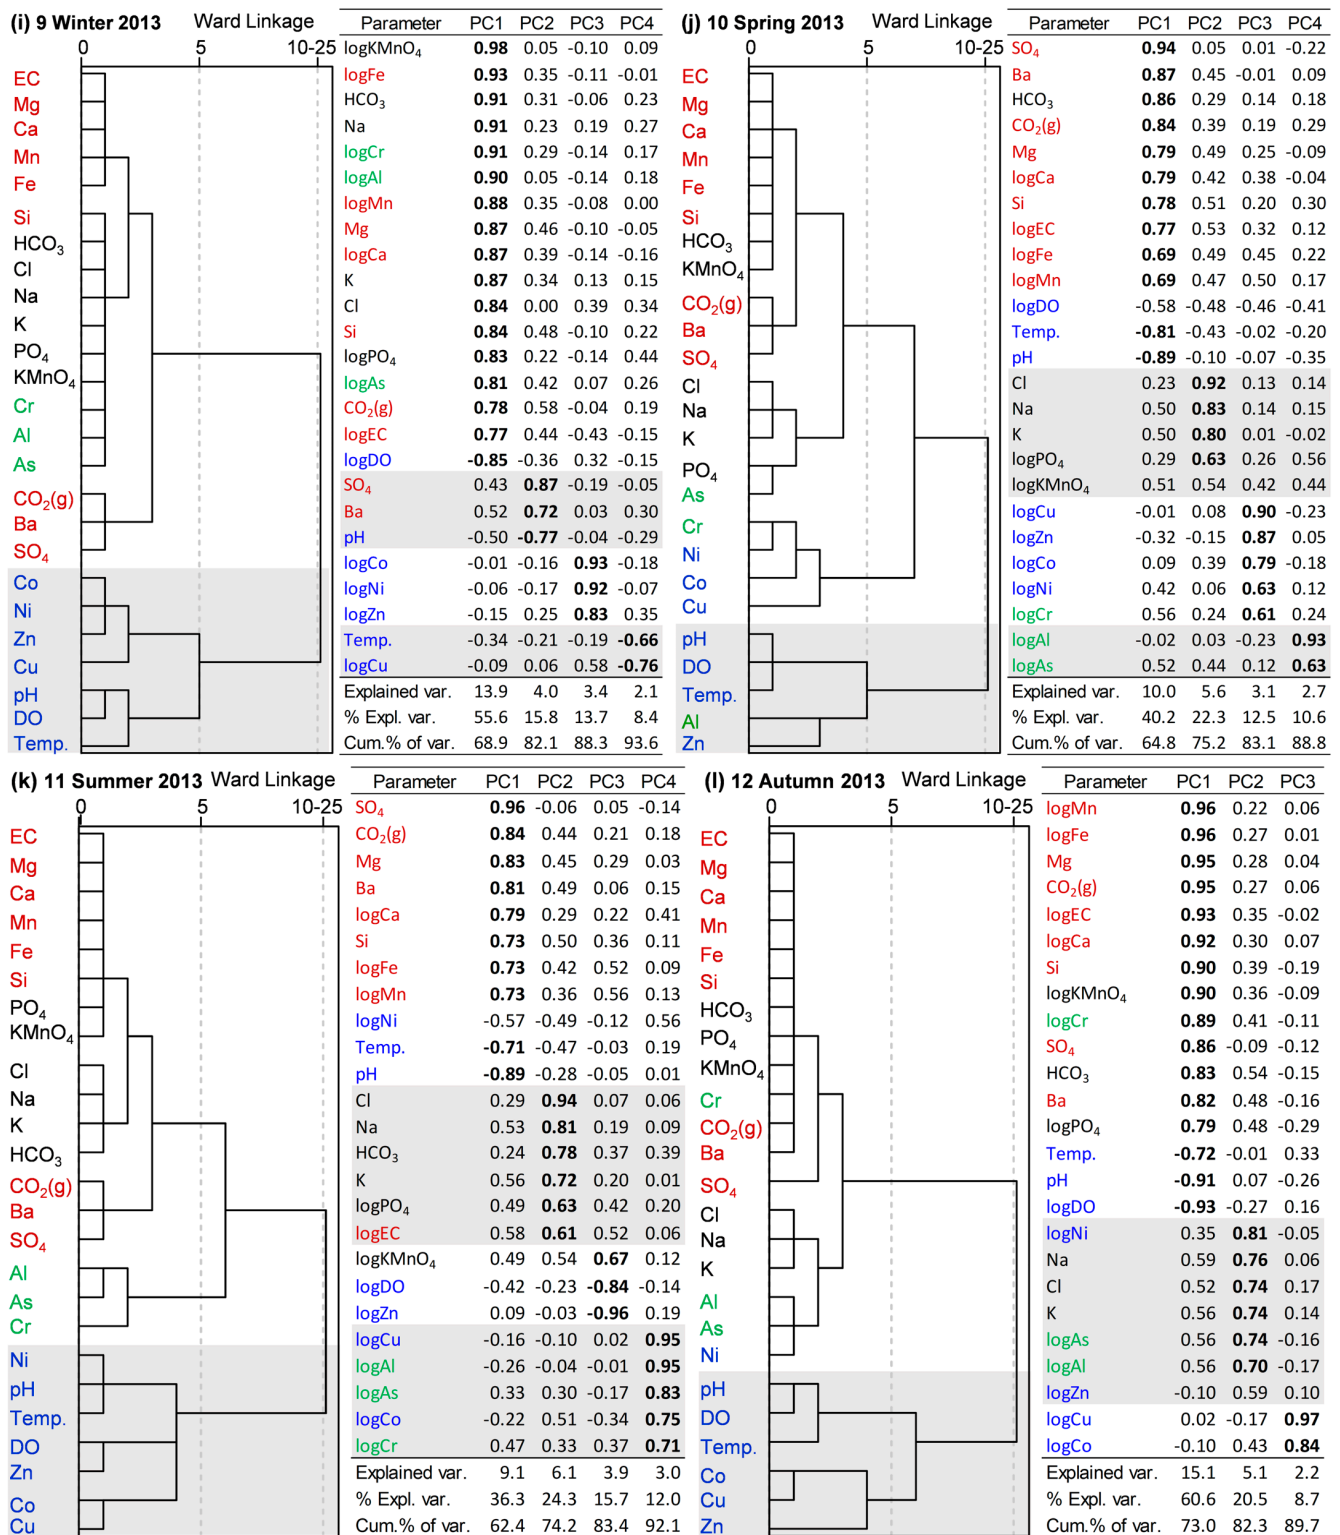 (i) 9 Winter 2013 Ward Linkage
0 5 10-25
EC
Mg
Ca
Mn
Fe
Si
HCO3
Cl
Na
K
PO4
KMnO4
Cr
Al
As
CO2(g)
Ba
SO4
Co
Ni
Zn
Cu
pH
DO
Temp.
Parameter PC1 PC2 PC3 PC4
logKMnO4 0.98 0.05 -0.10 0.09
logFe 0.93 0.35 -0.11 -0.01
HCO3 0.91 0.31 -0.06 0.23
Na 0.91 0.23 0.19 0.27
logCr 0.91 0.29 -0.14 0.17
logAl 0.90 0.05 -0.14 0.18
logMn 0.88 0.35 -0.08 0.00
Mg 0.87 0.46 -0.10 -0.05
logCa 0.87 0.39 -0.14 -0.16
K 0.87 0.34 0.13 0.15
Cl 0.84 0.00 0.39 0.34
Si 0.84 0.48 -0.10 0.22
logPO4 0.83 0.22 -0.14 0.44
logAs 0.81 0.42 0.07 0.26
CO2(g) 0.78 0.58 -0.04 0.19
logEC 0.77 0.44 -0.43 -0.15
logDO -0.85 -0.36 0.32 -0.15
SO4 0.43 0.87 -0.19 -0.05
Ba 0.52 0.72 0.03 0.30
pH -0.50 -0.77 -0.04 -0.29
logCo -0.01 -0.16 0.93 -0.18
logNi -0.06 -0.17 0.92 -0.07
logZn -0.15 0.25 0.83 0.35
Temp. -0.34 -0.21 -0.19 -0.66
logCu -0.09 0.06 0.58 -0.76
Explained var. 13.9 4.0 3.4 2.1
% Expl. var. 55.6 15.8 13.7 8.4
Cum.% of var. 68.9 82.1 88.3 93.6
(j) 10 Spring 2013 Ward Linkage
0 5 10-25
EC
Mg
Ca
Mn
Fe
Si
HCO3
KMnO4
CO2(g)
Ba
SO4
Cl
Na
K
PO4
As
Cr
Ni
Co
Cu
pH
DO
Temp.
Al
Zn
Parameter PC1 PC2 PC3 PC4
SO4 0.94 0.05 0.01 -0.22
Ba 0.87 0.45 -0.01 0.09
HCO3 0.86 0.29 0.14 0.18
CO2(g) 0.84 0.39 0.19 0.29
Mg 0.79 0.49 0.25 -0.09
logCa 0.79 0.42 0.38 -0.04
Si 0.78 0.51 0.20 0.30
logEC 0.77 0.53 0.32 0.12
logFe 0.69 0.49 0.45 0.22
logMn 0.69 0.47 0.50 0.17
logDO -0.58 -0.48 -0.46 -0.41
Temp. -0.81 -0.43 -0.02 -0.20
pH -0.89 -0.10 -0.07 -0.35
Cl 0.23 0.92 0.13 0.14
Na 0.50 0.83 0.14 0.15
K 0.50 0.80 0.01 -0.02
logPO4 0.29 0.63 0.26 0.56
logKMnO4 0.51 0.54 0.42 0.44
logCu -0.01 0.08 0.90 -0.23
logZn -0.32 -0.15 0.87 0.05
logCo 0.09 0.39 0.79 -0.18
logNi 0.42 0.06 0.63 0.12
logCr 0.56 0.24 0.61 0.24
logAl -0.02 0.03 -0.23 0.93
logAs 0.52 0.44 0.12 0.63
Explained var. 10.0 5.6 3.1 2.7
% Expl. var. 40.2 22.3 12.5 10.6
Cum.% of var. 64.8 75.2 83.1 88.8
(k) 11 Summer 2013 Ward Linkage
0 5 10-25
EC
Mg
Ca
Mn
Fe
Si
PO4
KMnO4
Cl
Na
K
HCO3
CO2(g)
Ba
SO4
Al
As
Cr
Ni
pH
Temp.
DO
Zn
Co
Cu
Parameter PC1 PC2 PC3 PC4
SO4 0.96 -0.06 0.05 -0.14
CO2(g) 0.84 0.44 0.21 0.18
Mg 0.83 0.45 0.29 0.03
Ba 0.81 0.49 0.06 0.15
logCa 0.79 0.29 0.22 0.41
Si 0.73 0.50 0.36 0.11
logFe 0.73 0.42 0.52 0.09
logMn 0.73 0.36 0.56 0.13
logNi -0.57 -0.49 -0.12 0.56
Temp. -0.71 -0.47 -0.03 0.19
pH -0.89 -0.28 -0.05 0.01
Cl 0.29 0.94 0.07 0.06
Na 0.53 0.81 0.19 0.09
HCO3 0.24 0.78 0.37 0.39
K 0.56 0.72 0.20 0.01
logPO4 0.49 0.63 0.42 0.20
logEC 0.58 0.61 0.52 0.06
logKMnO4 0.49 0.54 0.67 0.12
logDO -0.42 -0.23 -0.84 -0.14
logZn 0.09 -0.03 -0.96 0.19
logCu -0.16 -0.10 0.02 0.95
logAl -0.26 -0.04 -0.01 0.95
logAs 0.33 0.30 -0.17 0.83
logCo -0.22 0.51 -0.34 0.75
logCr 0.47 0.33 0.37 0.71
Explained var. 9.1 6.1 3.9 3.0
% Expl. var. 36.3 24.3 15.7 12.0
Cum.% of var. 62.4 74.2 83.4 92.1
(l) 12 Autumn 2013 Ward Linkage
0 5 10-25
EC
Mg
Ca
Mn
Fe
Si
HCO3
PO4
KMnO4
Cr
CO2(g)
Ba
SO4
Cl
Na
K
Al
As
Ni
pH
DO
Temp.
Co
Cu
Zn
Parameter PC1 PC2 PC3
logMn 0.96 0.22 0.06
logFe 0.96 0.27 0.01
Mg 0.95 0.28 0.04
CO2(g) 0.95 0.27 0.06
logEC 0.93 0.35 -0.02
logCa 0.92 0.30 0.07
Si 0.90 0.39 -0.19
logKMnO4 0.90 0.36 -0.09
logCr 0.89 0.41 -0.11
SO4 0.86 -0.09 -0.12
HCO3 0.83 0.54 -0.15
Ba 0.82 0.48 -0.16
logPO4 0.79 0.48 -0.29
Temp. -0.72 -0.01 0.33
pH -0.91 0.07 -0.26
logDO -0.93 -0.27 0.16
logNi 0.35 0.81 -0.05
Na 0.59 0.76 0.06
Cl 0.52 0.74 0.17
K 0.56 0.74 0.14
logAs 0.56 0.74 -0.16
logAl 0.56 0.70 -0.17
logZn -0.10 0.59 0.10
logCu 0.02 -0.17 0.97
logCo -0.10 0.43 0.84
Explained var. 15.1 5.1 2.2
% Expl. var. 60.6 20.5 8.7
Cum.% of var. 73.0 82.3 89.7